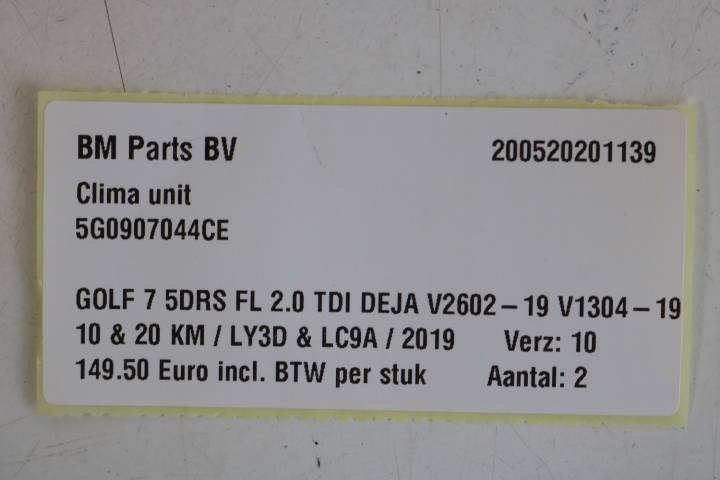 BM Parts BV 200520201139
Clima unit
5G0907044CE
GOLF 7 5DRS FL 2.0 TDI DEJA V2602-19 V1304-19
10 & 20 KM / LY3D & LC9A / 2019 Verz: 10
149.50 Euro incl. BTW per stuk Aantal: 2